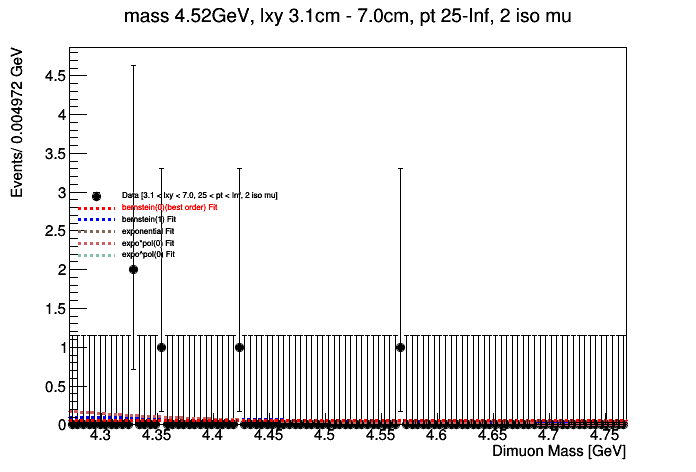 mass 4.52GeV, lxy 3.1cm - 7.0cm, pt 25-Inf, 2 iso mu
Events/ 0.004972 GeV
4.5
4
3.5
3
2.5
2
1.5
1
0.5
0
Data [3.1 < lxy < 7.0, 25 < pt < Inf, 2 iso mu]
bernstein(0)(best order) Fit
bernstein(1) Fit
exponential Fit
expo*pol(0) Fit
expo^pol(0) Fit
4.3 4.35 4.4 4.45 4.5 4.55 4.6 4.65 4.7 4.75
Dimuon Mass [GeV]